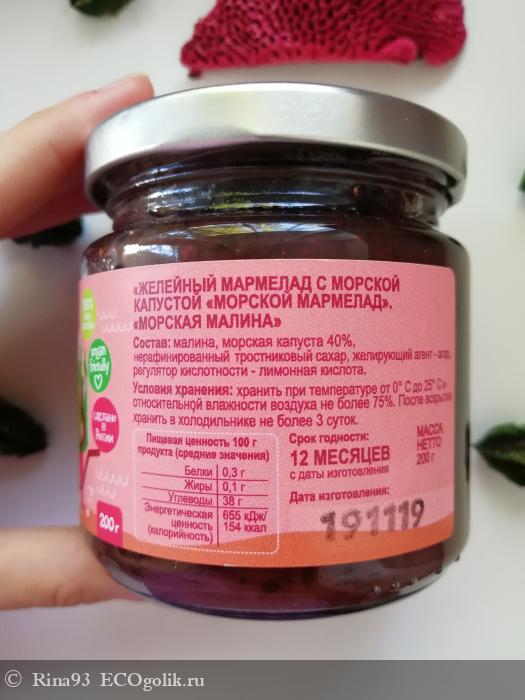 «ЖЕЛЕЙНЫЙ МАРМЕЛАД С МОРСКОЙ
КАПУСТОЙ «МОРСКОЙ МАРМЕЛАД».
«МОРСКАЯ МАЛИНА»
Состав: малина, морская капуста 40%,
нерафинированный тростниковый сахар, желирующий агент - агар,
регулятор кислотности - лимонная кислота.
Условия хранения: хранить при температуре от 0° С до 25° С и
относительной влажности воздуха не более 75%. После вскрытия
хранить в холодильнике не более 3 суток.
Пищевая ценность 100 г
продукта (средние значения)
Белки 0,3 г
Жиры 0,1 г
Углеводы 38 г
Энергетическая 655 кДж/
ценность 154 ккал
(калорийность)
Срок годности:
12 МЕСЯЦЕВ
с даты изготовления
Дата изготовления:
191119
МАССА
НЕТТО
200 г
vegan
friendly
сделано
в
России
200 г
© Rina93 ECOgolik.ru